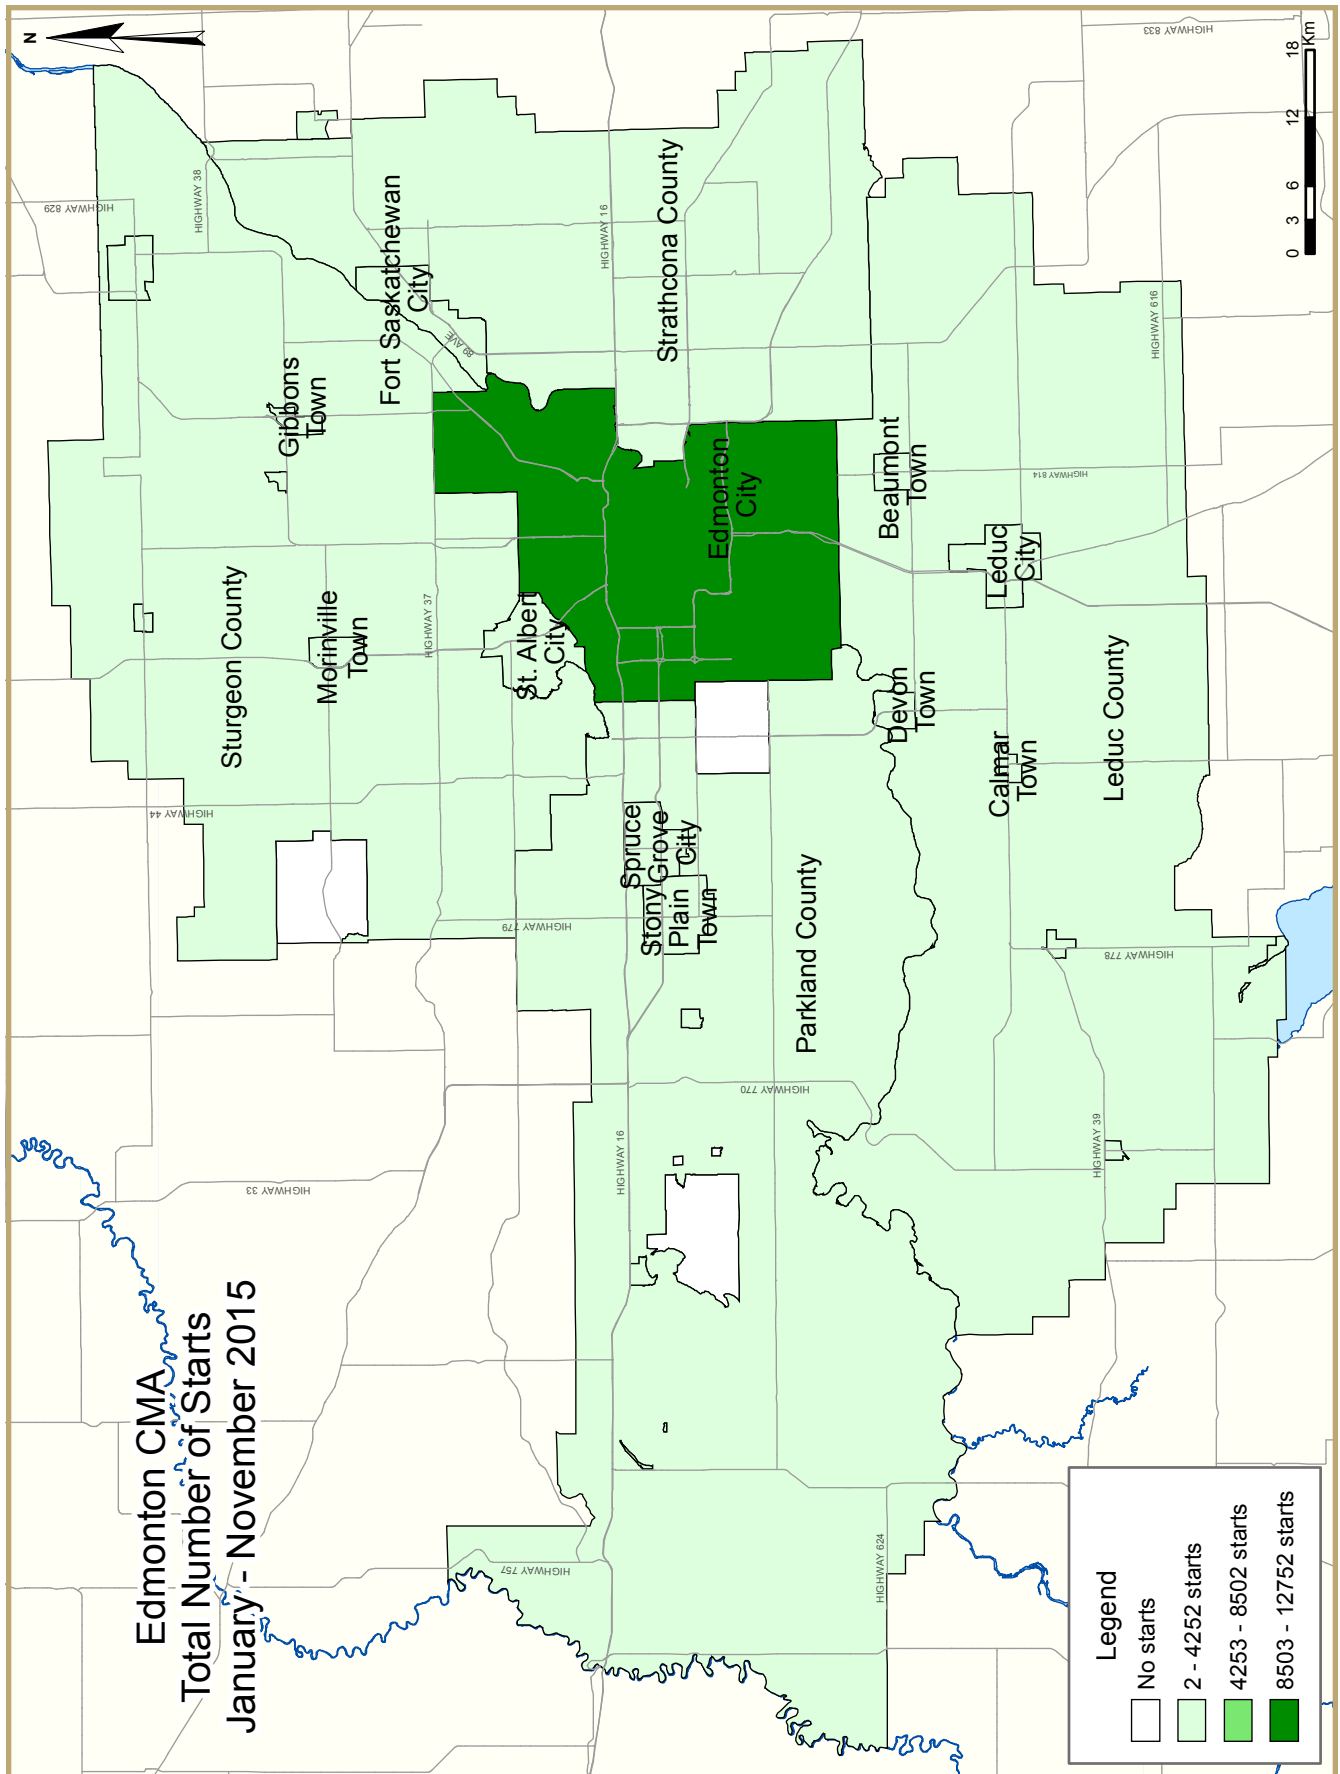 Edmonton CMA
Total Number of Starts
January - November 2015
N
HIGHWAY 829
HIGHWAY 38
HIGHWAY 833
Gibbons
Town
Fort Saskatchewan
City
89 AVE
HIGHWAY 16
Strathcona County
Sturgeon County
Morinville
Town
HIGHWAY 37
HIGHWAY 44
St. Albert
City
Edmonton
City
Beaumont
Town
HIGHWAY 814
HIGHWAY 616
Leduc
City
Devon
Town
Calmar
Town
Leduc County
Spruce
Grove
City
Stony
Plain
Town
HIGHWAY 779
Parkland County
HIGHWAY 778
HIGHWAY 770
HIGHWAY 39
HIGHWAY 16
HIGHWAY 33
HIGHWAY 757
HIGHWAY 624
Legend
No starts
2 - 4252 starts
4253 - 8502 starts
8503 - 12752 starts
0 3 6 12 18
Km